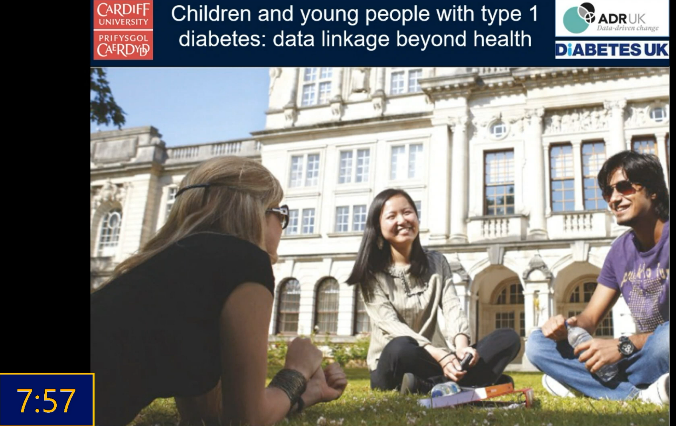 CARDIFF
UNIVERSITY
PRIFYSGOL
CAERDYDD
Children and young people with type 1
diabetes: data linkage beyond health
ADR UK
Data-driven change
DIABETES UK
7:57